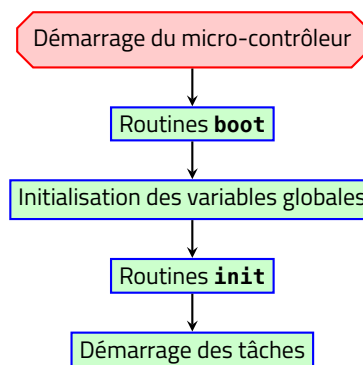 Démarrage du micro-contrôleur
Routines boot
Initialisation des variables globales
Routines init
Démarrage des tâches